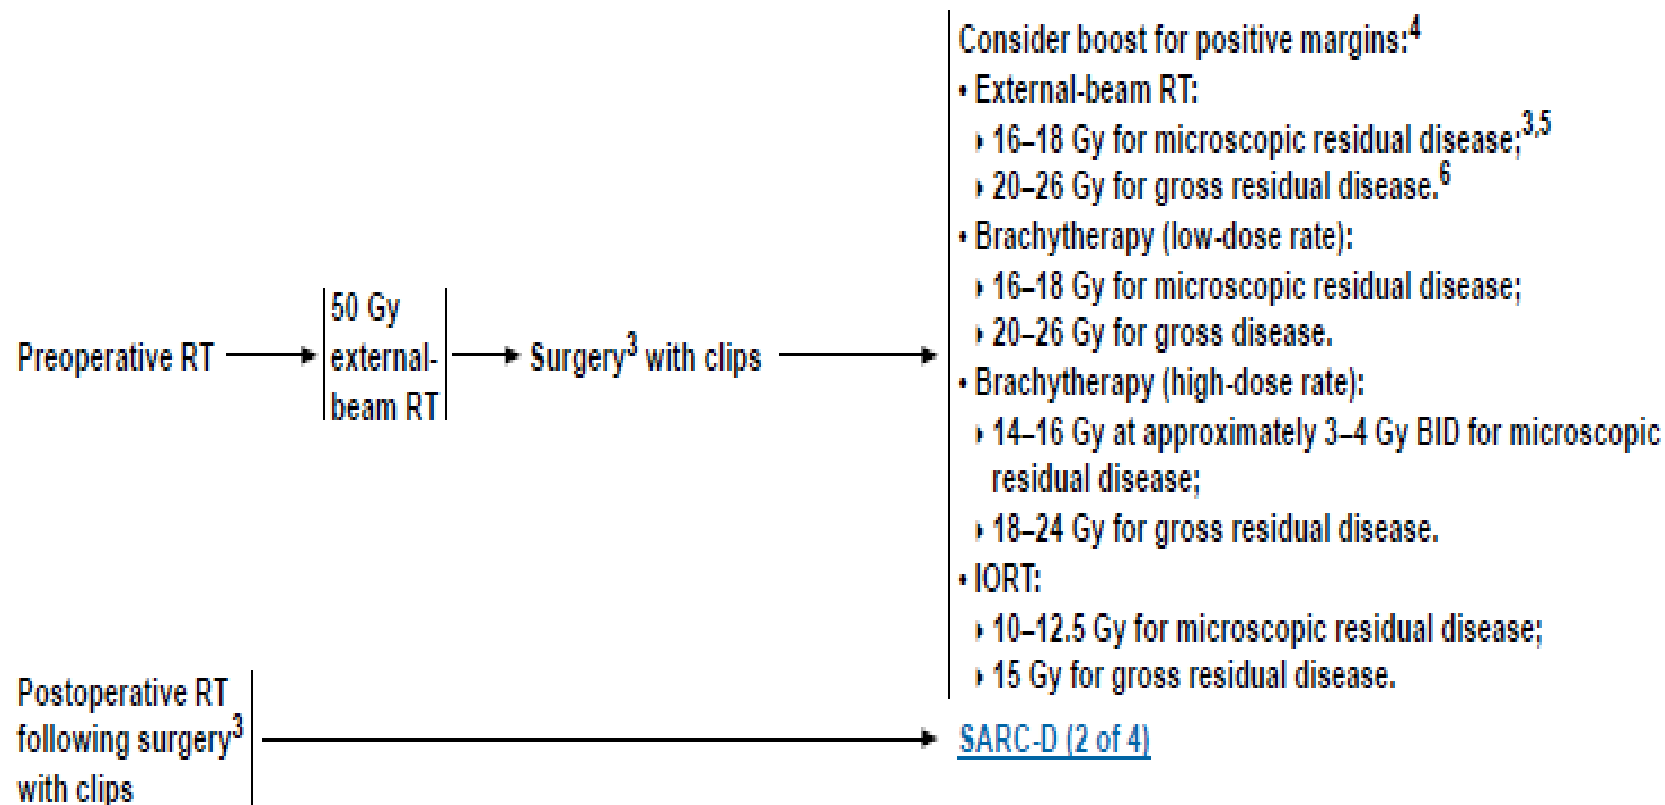 Preoperative RT
50 Gy
external-
beam RT
Surgery3 with clips
Consider boost for positive margins:4
• External-beam RT:
▸ 16–18 Gy for microscopic residual disease;3,5
▸ 20–26 Gy for gross residual disease.6
• Brachytherapy (low-dose rate):
▸ 16–18 Gy for microscopic residual disease;
▸ 20–26 Gy for gross disease.
• Brachytherapy (high-dose rate):
▸ 14–16 Gy at approximately 3–4 Gy BID for microscopic
residual disease;
▸ 18–24 Gy for gross residual disease.
• IORT:
▸ 10–12.5 Gy for microscopic residual disease;
▸ 15 Gy for gross residual disease.
Postoperative RT
following surgery3
with clips
SARC-D (2 of 4)